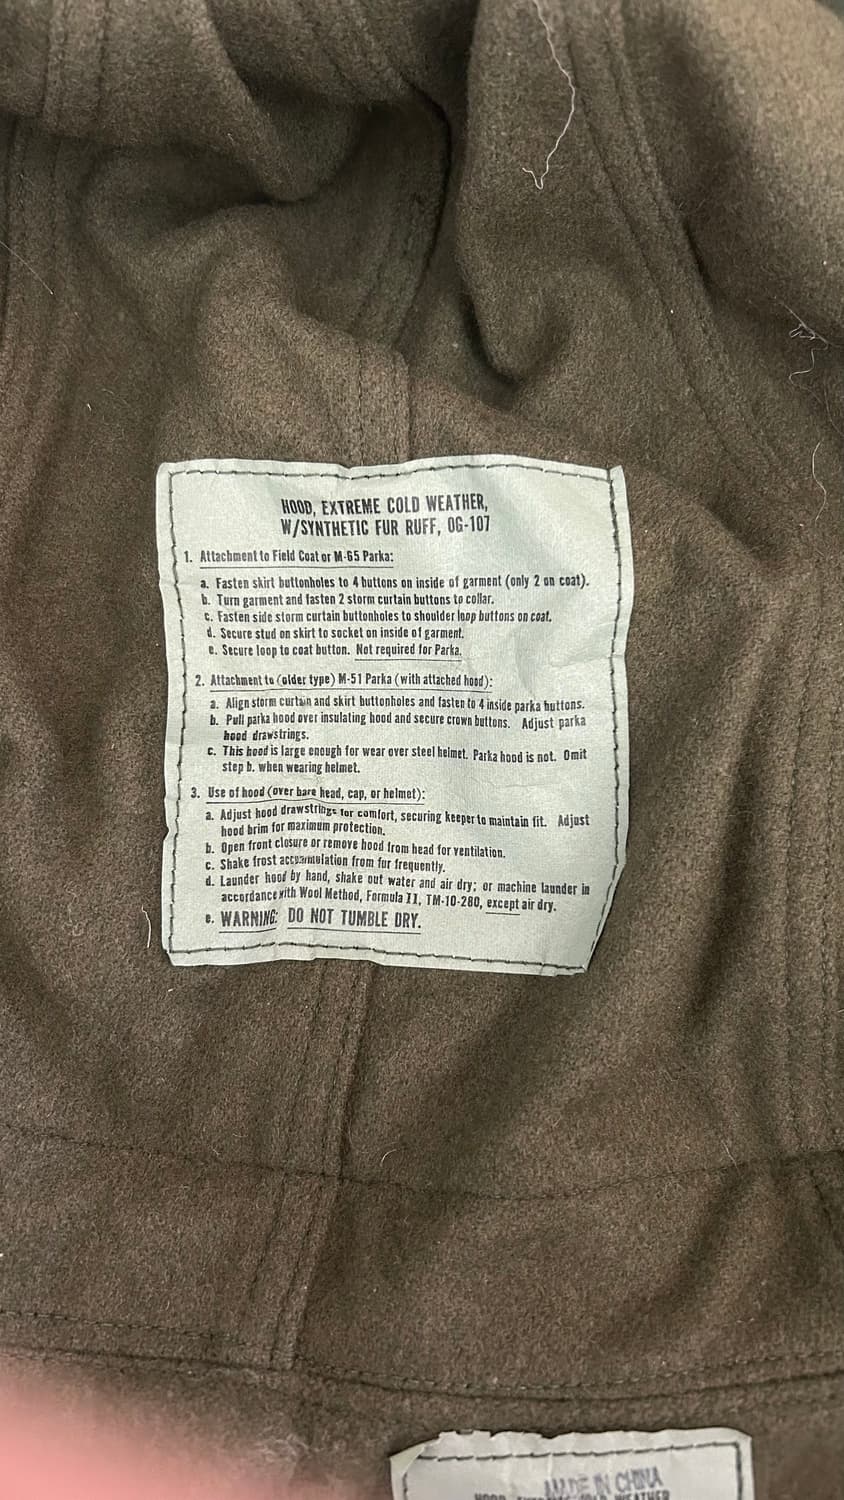 HOOD, EXTREME COLD WEATHER,
W/SYNTHETIC FUR RUFF, OG-107
1. Attachment to Field Coat or M-65 Parka:
a. Fasten skirt buttonholes to 4 buttons on inside of garment (only 2 on coat).
b. Turn garment and fasten 2 storm curtain buttons to collar.
c. Fasten side storm curtain buttonholes to shoulder loop buttons on coat.
d. Secure stud on skirt to socket on inside of garment.
e. Secure loop to coat button. Not required for Parka.
2. Attachment to (older type) M-51 Parka (with attached hood):
a. Align storm curtain and skirt buttonholes and fasten to 4 inside parka buttons.
b. Pull parka hood over insulating hood and secure crown buttons. Adjust parka
hood drawstrings.
c. This hood is large enough for wear over steel helmet. Parka hood is not. Omit
step b. when wearing helmet.
3. Use of hood (over bare head, cap, or helmet):
a. Adjust hood drawstrings for comfort, securing keeper to maintain fit. Adjust
hood brim for maximum protection.
b. Open front closure or remove hood from head for ventilation.
c. Shake frost accumulation from fur frequently.
d. Launder hood by hand, shake out water and air dry; or machine launder in
accordance with Wool Method, Formula II, TM-10-280, except air dry.
e. WARNING: DO NOT TUMBLE DRY.
MADE IN CHINA
HOOD, EXTREME COLD WEATHER